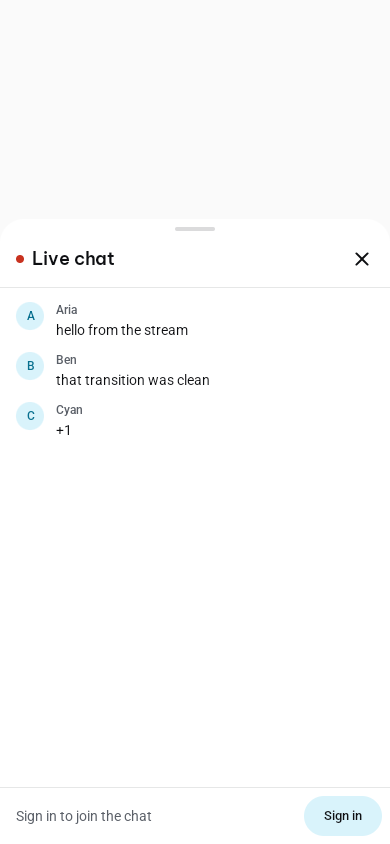 Live chat
A
Aria
hello from the stream
B
Ben
that transition was clean
C
Cyan
+1
Sign in to join the chat
Sign in